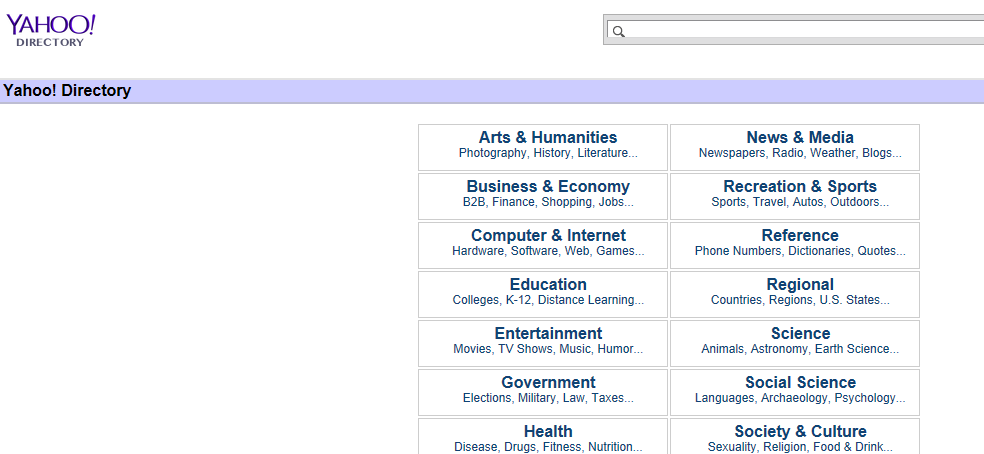 YAHOO!
DIRECTORY
Yahoo! Directory
Arts & Humanities
Photography, History, Literature...
News & Media
Newspapers, Radio, Weather, Blogs...
Business & Economy
B2B, Finance, Shopping, Jobs...
Recreation & Sports
Sports, Travel, Autos, Outdoors...
Computer & Internet
Hardware, Software, Web, Games...
Reference
Phone Numbers, Dictionaries, Quotes...
Education
Colleges, K-12, Distance Learning...
Regional
Countries, Regions, U.S. States...
Entertainment
Movies, TV Shows, Music, Humor...
Science
Animals, Astronomy, Earth Science...
Government
Elections, Military, Law, Taxes...
Social Science
Languages, Archaeology, Psychology...
Health
Disease, Drugs, Fitness, Nutrition...
Society & Culture
Sexuality, Religion, Food & Drink...